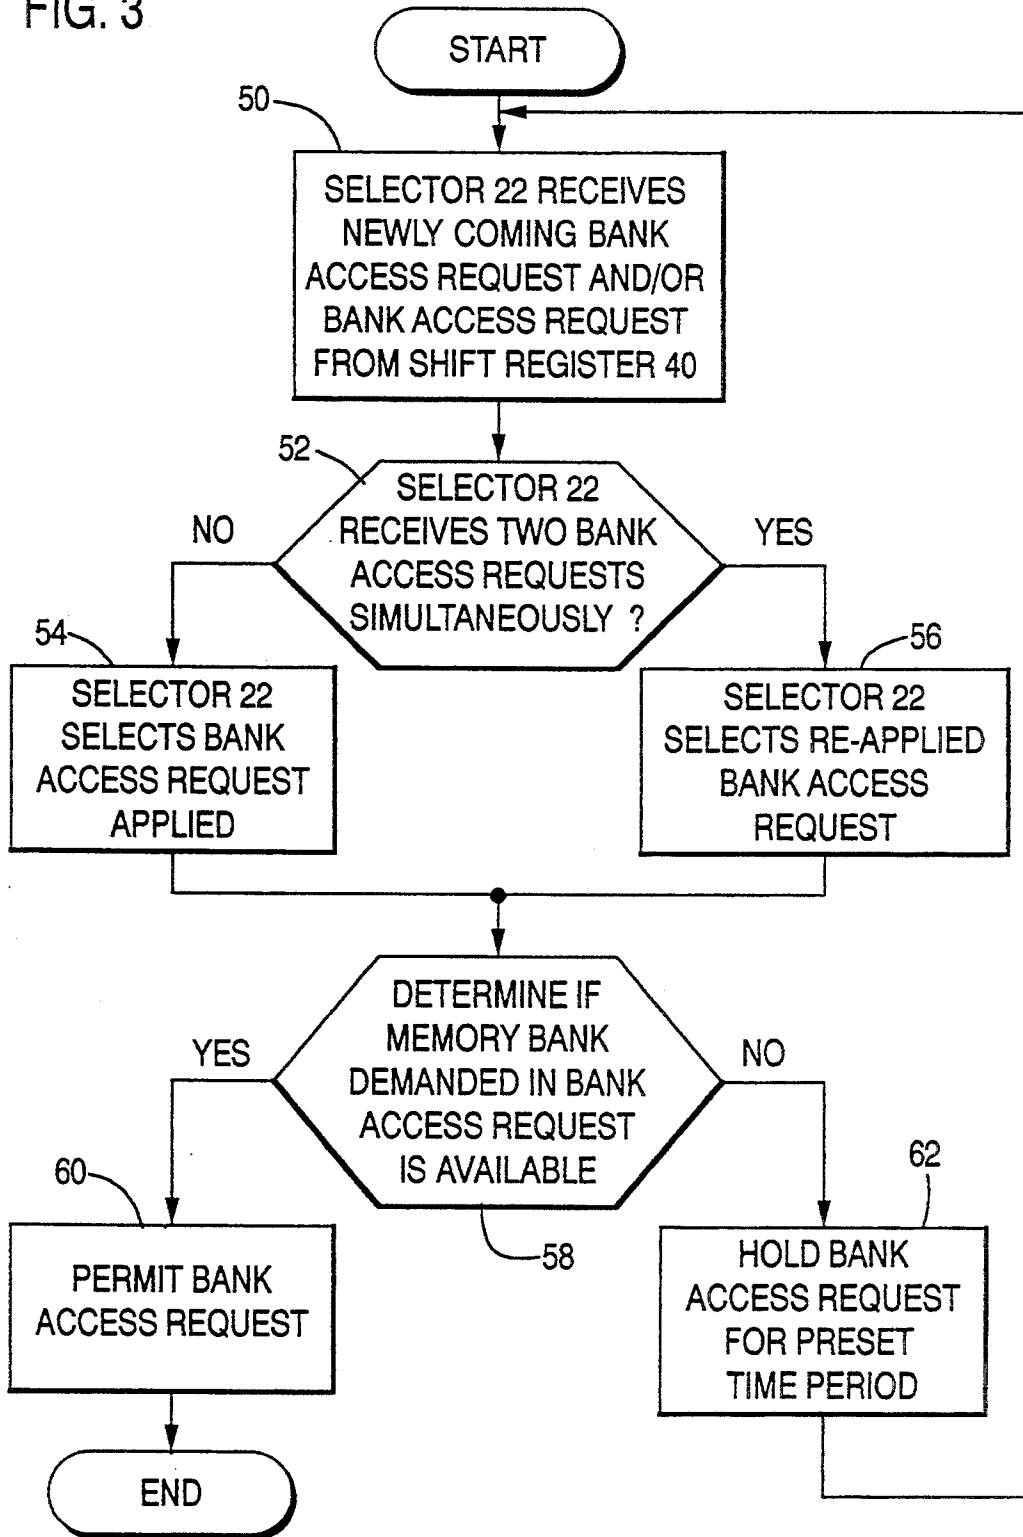 FIG. 3
START
50
SELECTOR 22 RECEIVES
NEWLY COMING BANK
ACCESS REQUEST AND/OR
BANK ACCESS REQUEST
FROM SHIFT REGISTER 40
52
SELECTOR 22
RECEIVES TWO BANK
ACCESS REQUESTS
SIMULTANEOUSLY ?
NO
YES
54
SELECTOR 22
SELECTS BANK
ACCESS REQUEST
APPLIED
56
SELECTOR 22
SELECTS RE-APPLIED
BANK ACCESS
REQUEST
DETERMINE IF
MEMORY BANK
DEMANDED IN BANK
ACCESS REQUEST
IS AVAILABLE
YES
NO
58
60
PERMIT BANK
ACCESS REQUEST
62
HOLD BANK
ACCESS REQUEST
FOR PRESET
TIME PERIOD
END